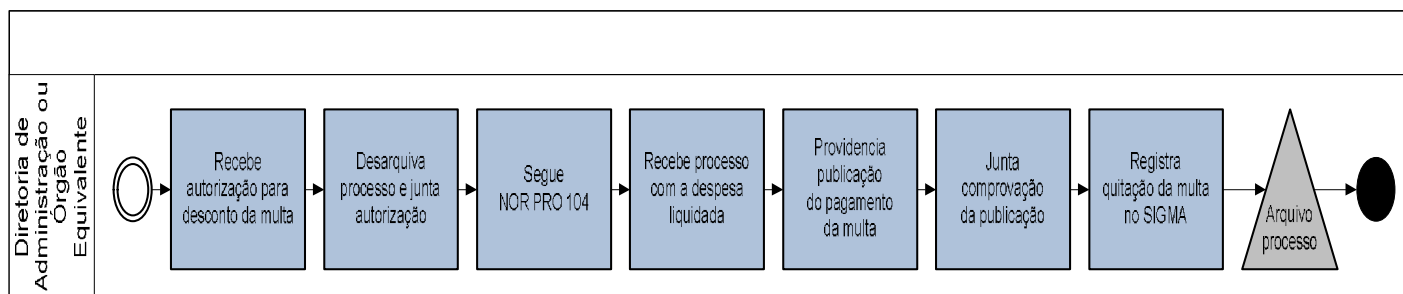 Diretoria de
Administração ou
Órgão
Equivalente
Recebe
autorização para
desconto da multa
Desarquiva
processo e junta
autorização
Segue
NOR PRO 104
Recebe processo
com a despesa
liquidada
Providencia
publicação
do pagamento
da multa
Junta
comprovação
da publicação
Registra
quitação da multa
no SIGMA
Arquivo
processo